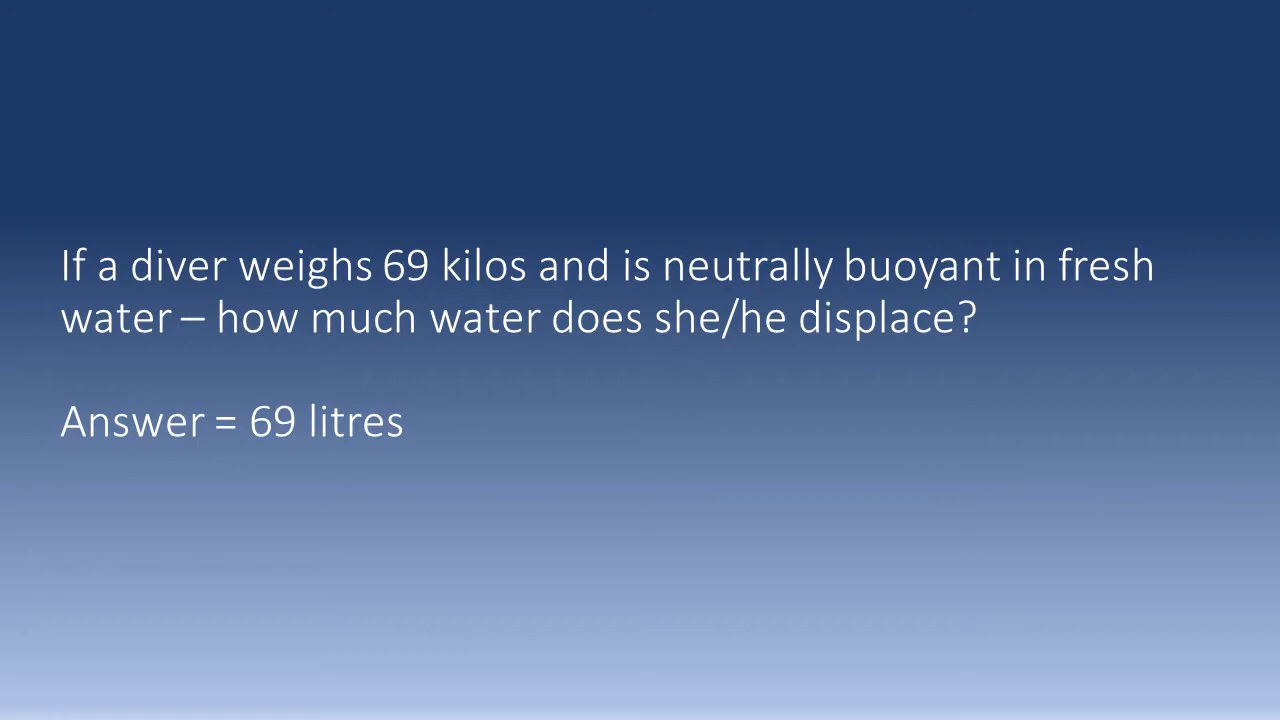 If a diver weighs 69 kilos and is neutrally buoyant in fresh
water – how much water does she/he displace?
Answer = 69 litres